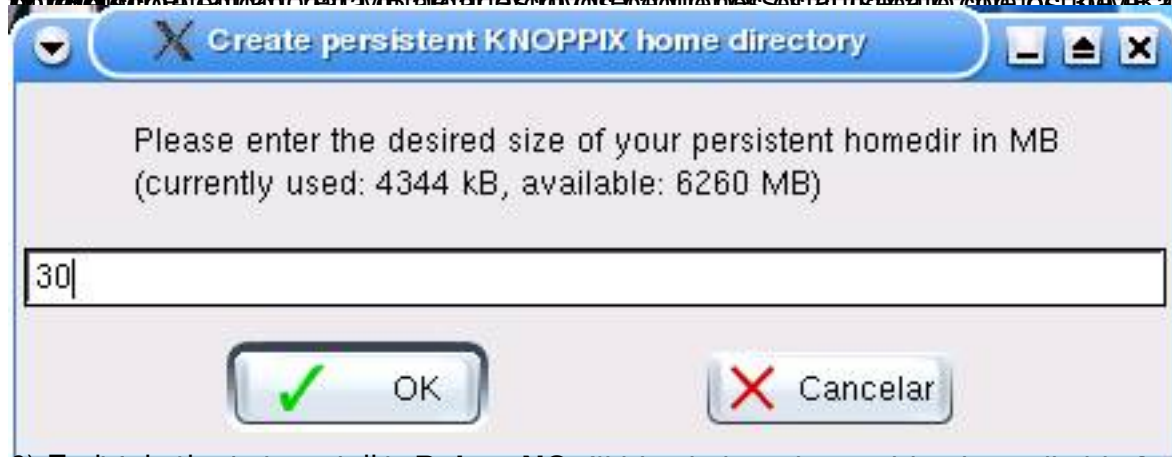 Create persistent KNOPPIX home directory
Please enter the desired size of your persistent homedir in MB
(currently used: 4344 kB, available: 6260 MB)
30
OK
Cancelar